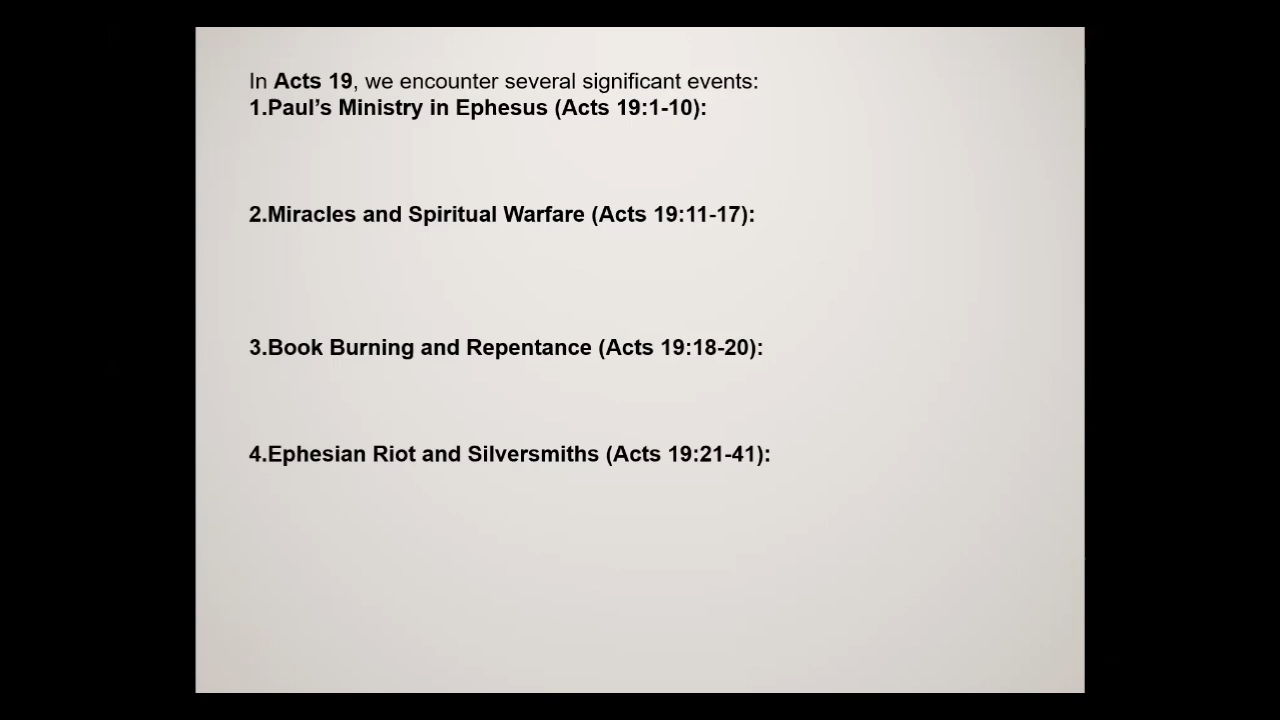 In Acts 19, we encounter several significant events:
1.Paul’s Ministry in Ephesus (Acts 19:1-10):
2.Miracles and Spiritual Warfare (Acts 19:11-17):
3.Book Burning and Repentance (Acts 19:18-20):
4.Ephesian Riot and Silversmiths (Acts 19:21-41):